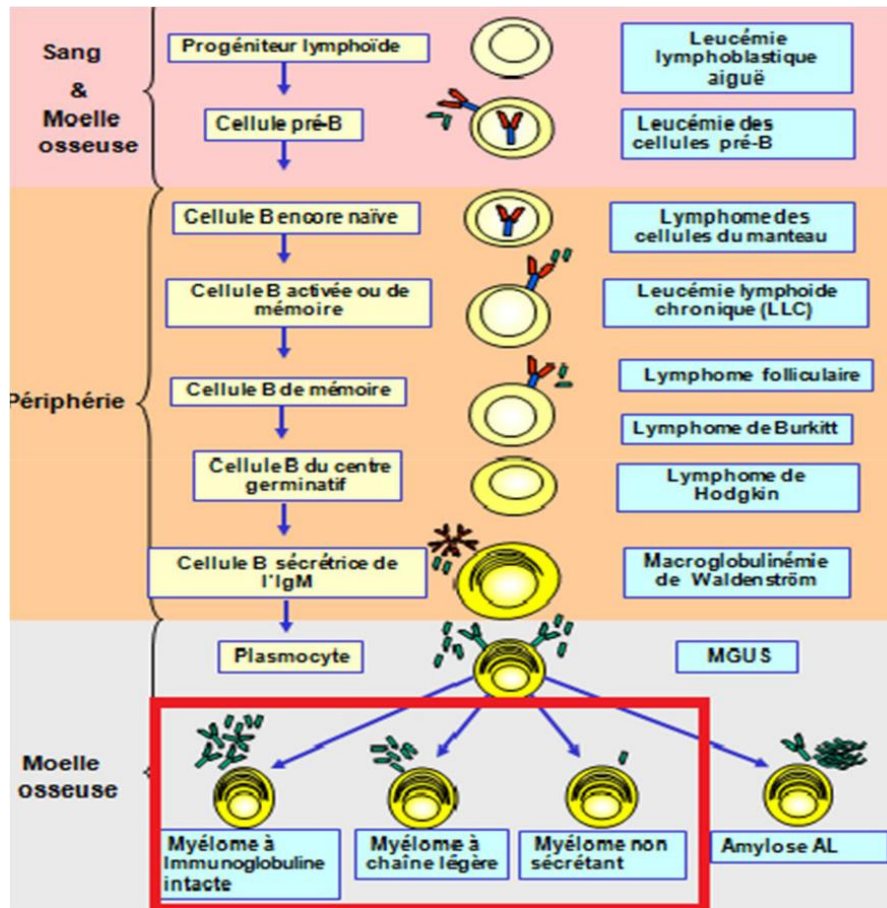 Sang
&
Moelle
osseuse
Progéniteur lymphoïde
Leucémie
lymphoblastique
aiguë
Cellule pré-B
Leucémie des
cellules pré-B
Périphérie
Cellule B encore naïve
Lymphome des
cellules du manteau
Cellule B activée ou de
mémoire
Leucémie lymphoide
chronique (LLC)
Cellule B de mémoire
Lymphome folliculaire
Lymphome de Burkitt
Cellule B du centre
germinatif
Lymphome de
Hodgkin
Cellule B sécrétrice de
l'IgM
Macroglobulinémie
de Waldenström
Moelle
osseuse
Plasmocyte
MGUS
Myélome à
Immunoglobuline
intacte
Myélome à
chaîne légère
Myélome non
sécrétant
Amylose AL